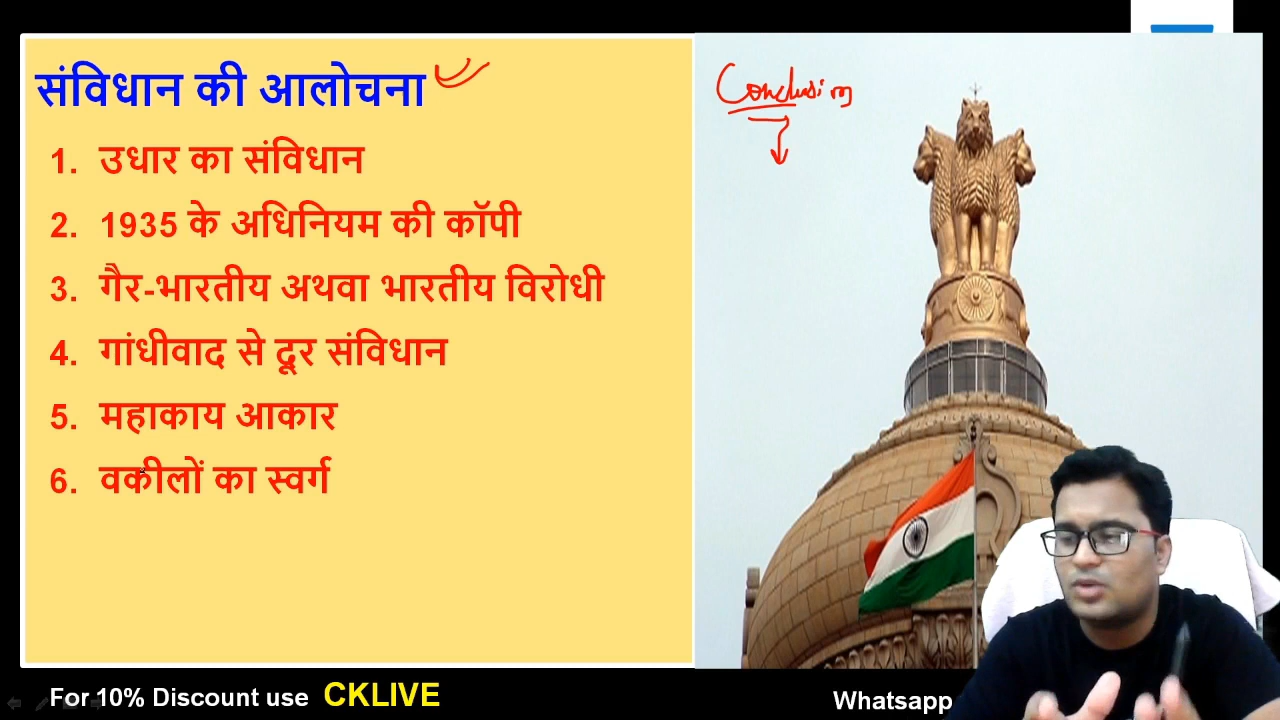 संविधान की आलोचना
1. उधार का संविधान
2. 1935 के अधिनियम की कॉपी
3. गैर-भारतीय अथवा भारतीय विरोधी
4. गांधीवाद से दूर संविधान
5. महाकाय आकार
6. वकीलों का स्वर्ग
Conclusion
For 10% Discount use CKLIVE
Whatsapp